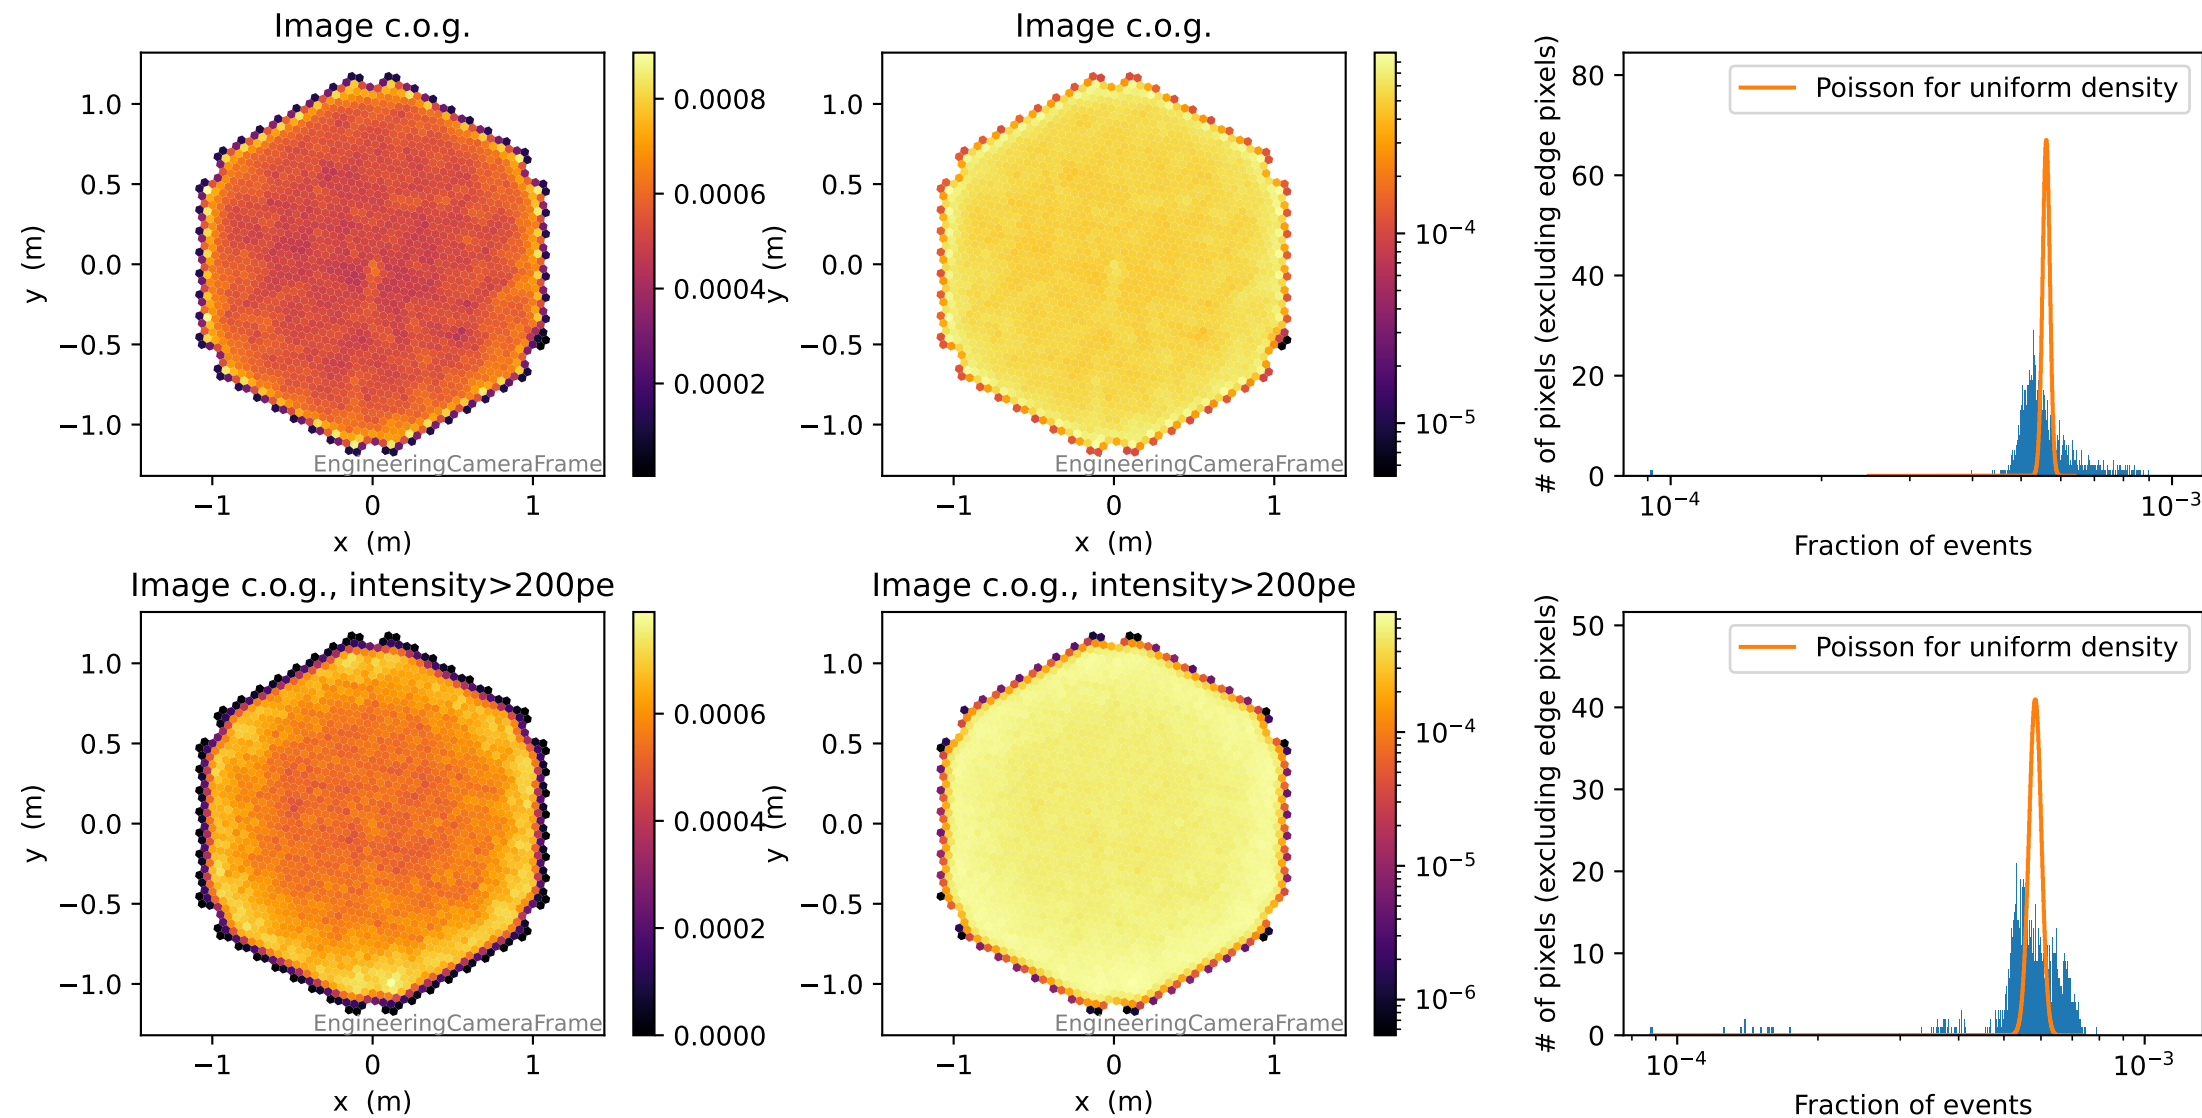 Image c.o.g.
1.0
0.5
0.0
−0.5
−1.0
y (m)
−1
0
1
x (m)
EngineeringCameraFrame
0.0008
0.0006
0.0004
0.0002
Image c.o.g.
1.0
0.5
0.0
−0.5
−1.0
y (m)
−1
0
1
x (m)
EngineeringCameraFrame
10⁻⁴
10⁻⁵
80
60
40
20
0
# of pixels (excluding edge pixels)
Poisson for uniform density
10⁻⁴
10⁻³
Fraction of events
Image c.o.g., intensity>200pe
1.0
0.5
0.0
−0.5
−1.0
y (m)
−1
0
1
x (m)
EngineeringCameraFrame
0.0006
0.0004
0.0002
0.0000
Image c.o.g., intensity>200pe
1.0
0.5
0.0
−0.5
−1.0
y (m)
−1
0
1
x (m)
EngineeringCameraFrame
10⁻⁴
10⁻⁵
10⁻⁶
50
40
30
20
10
0
# of pixels (excluding edge pixels)
Poisson for uniform density
10⁻⁴
10⁻³
Fraction of events